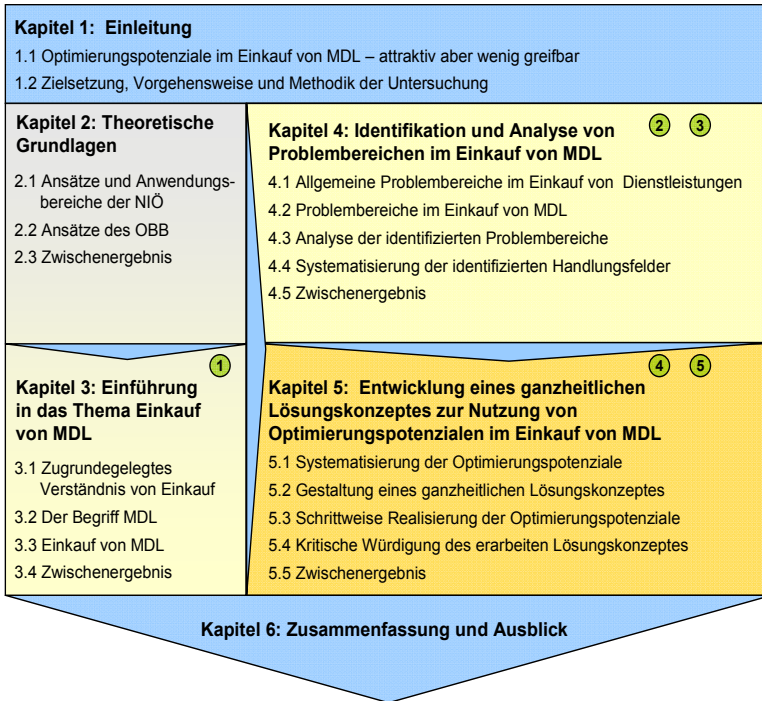 Kapitel 1: Einleitung
1.1 Optimierungspotenziale im Einkauf von MDL – attraktiv aber wenig greifbar
1.2 Zielsetzung, Vorgehensweise und Methodik der Untersuchung
Kapitel 2: Theoretische
Grundlagen
2.1 Ansätze und Anwendungs-
bereiche der NIÖ
2.2 Ansätze des OBB
2.3 Zwischenergebnis
1
Kapitel 3: Einführung
in das Thema Einkauf
von MDL
3.1 Zugrundegelegtes
Verständnis von Einkauf
3.2 Der Begriff MDL
3.3 Einkauf von MDL
3.4 Zwischenergebnis
2 3
Kapitel 4: Identifikation und Analyse von
Problembereichen im Einkauf von MDL
4.1 Allgemeine Problembereiche im Einkauf von Dienstleistungen
4.2 Problembereiche im Einkauf von MDL
4.3 Analyse der identifizierten Problembereiche
4.4 Systematisierung der identifizierten Handlungsfelder
4.5 Zwischenergebnis
4 5
Kapitel 5: Entwicklung eines ganzheitlichen
Lösungskonzeptes zur Nutzung von
Optimierungspotenzialen im Einkauf von MDL
5.1 Systematisierung der Optimierungspotenziale
5.2 Gestaltung eines ganzheitlichen Lösungskonzeptes
5.3 Schrittweise Realisierung der Optimierungspotenziale
5.4 Kritische Würdigung des erarbeiten Lösungskonzeptes
5.5 Zwischenergebnis
Kapitel 6: Zusammenfassung und Ausblick